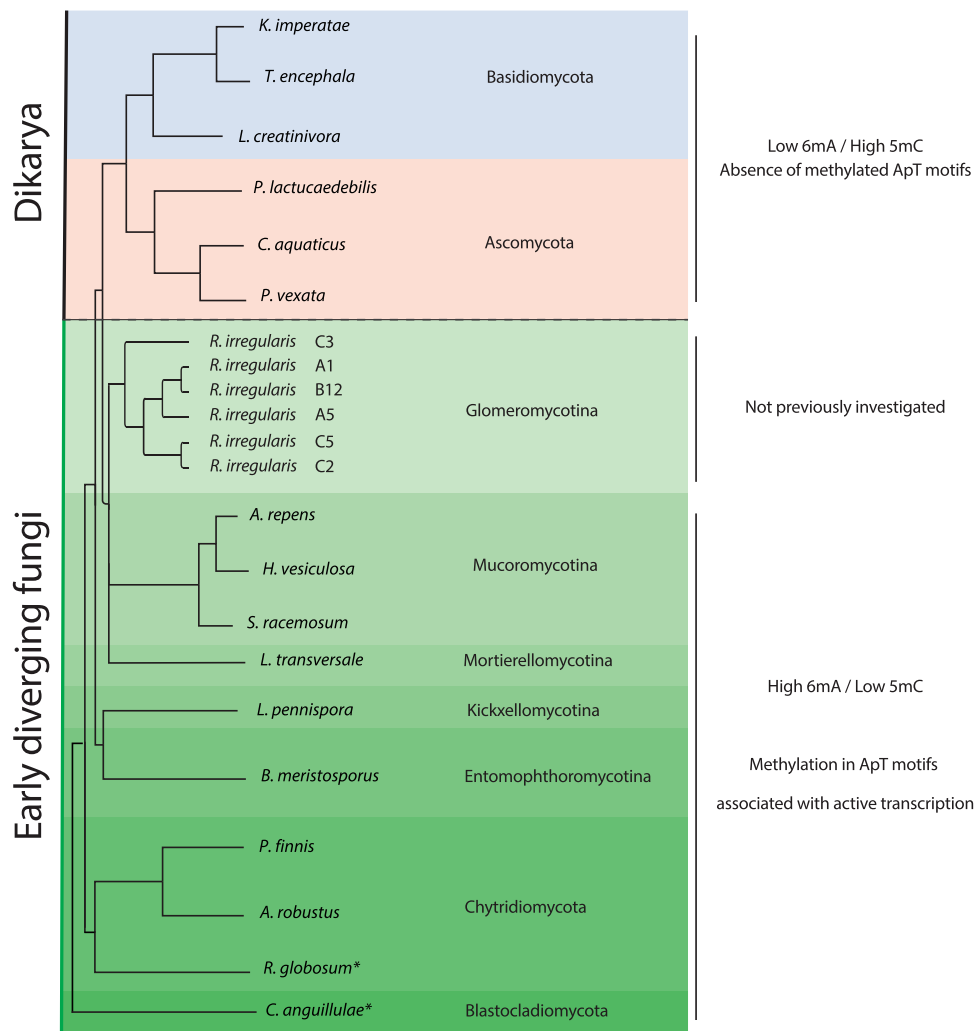 Dikarya
K. imperatae
T. encephala
Basidiomycota
L. creatinivora
Low 6mA / High 5mC
Absence of methylated ApT motifs
P. lactucaedebilis
C. aquaticus
Ascomycota
P. vexata
Early diverging fungi
R. irregularis C3
R. irregularis A1
R. irregularis B12
R. irregularis A5
R. irregularis C5
R. irregularis C2
Glomeromycotina
Not previously investigated
A. repens
H. vesiculosa
Mucoromycotina
S. racemosum
L. transversale
Mortierellomycotina
L. pennispora
Kickxellomycotina
B. meristosporus
Entomophthoromycotina
High 6mA / Low 5mC
Methylation in ApT motifs
associated with active transcription
P. finnis
A. robustus
Chytridiomycota
R. globosum*
C. anguillulae*
Blastocladiomycota